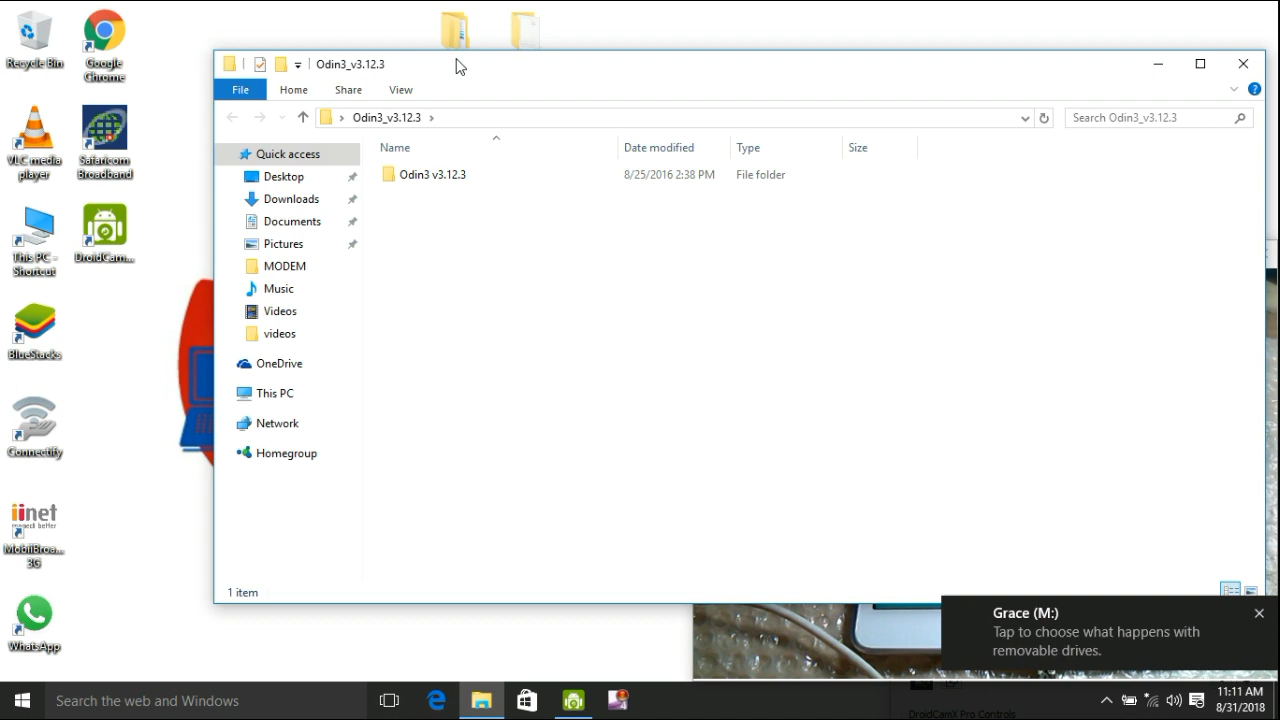 Recycle Bin
Google
Chrome
VLC media
player
Safaricom
Broadband
This PC -
Shortcut
DroidCam...
BlueStacks
Connectify
iinet
connect better
MobilBroa...
3G
WhatsApp
Odin3_v3.12.3
File
Home
Share
View
Odin3_v3.12.3
Search Odin3_v3.12.3
Name
Date modified
Type
Size
Quick access
Desktop
Downloads
Documents
Pictures
MODEM
Music
Videos
videos
OneDrive
This PC
Network
Homegroup
Odin3 v3.12.3
8/25/2016 2:38 PM
File folder
1 item
Grace (M:)
Tap to choose what happens with
removable drives.
DroidCamX Pro Controls
Search the web and Windows
11:11 AM
8/31/2018